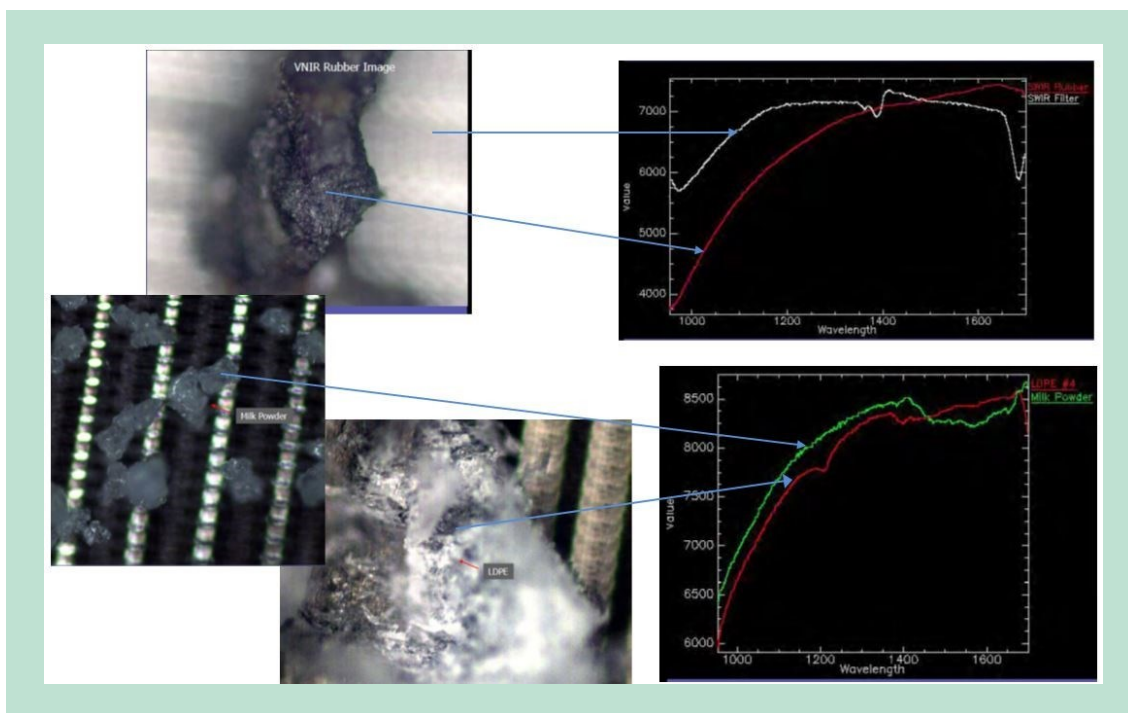 VNIR Rubber Image
SWIR Rubber
SWIR Filter
7000
6000
5000
4000
Value
1000
1200
1400
1600
Wavelength
Milk Powder
LDPE
LDPE #4
Milk Powder
8500
8000
7500
7000
6500
6000
Value
1000
1200
1400
1600
Wavelength